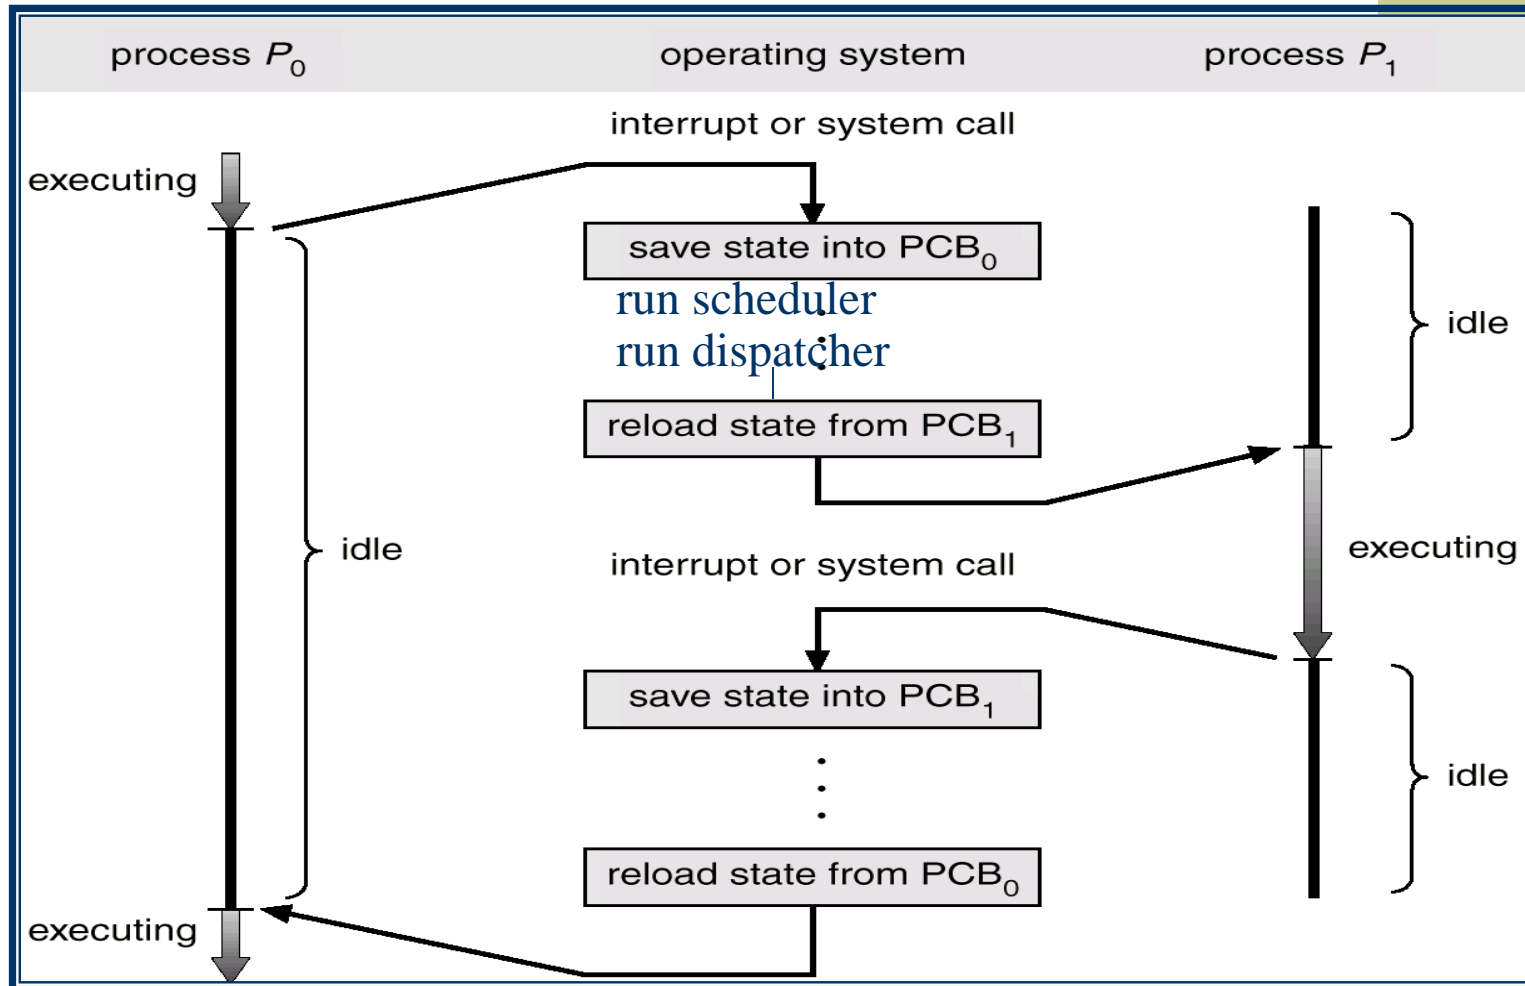 process P₀ operating system process P₁
interrupt or system call
executing
save state into PCB₀
run scheduler
run dispatcher
idle
reload state from PCB₁
idle
executing
interrupt or system call
save state into PCB₁
idle
reload state from PCB₀
executing